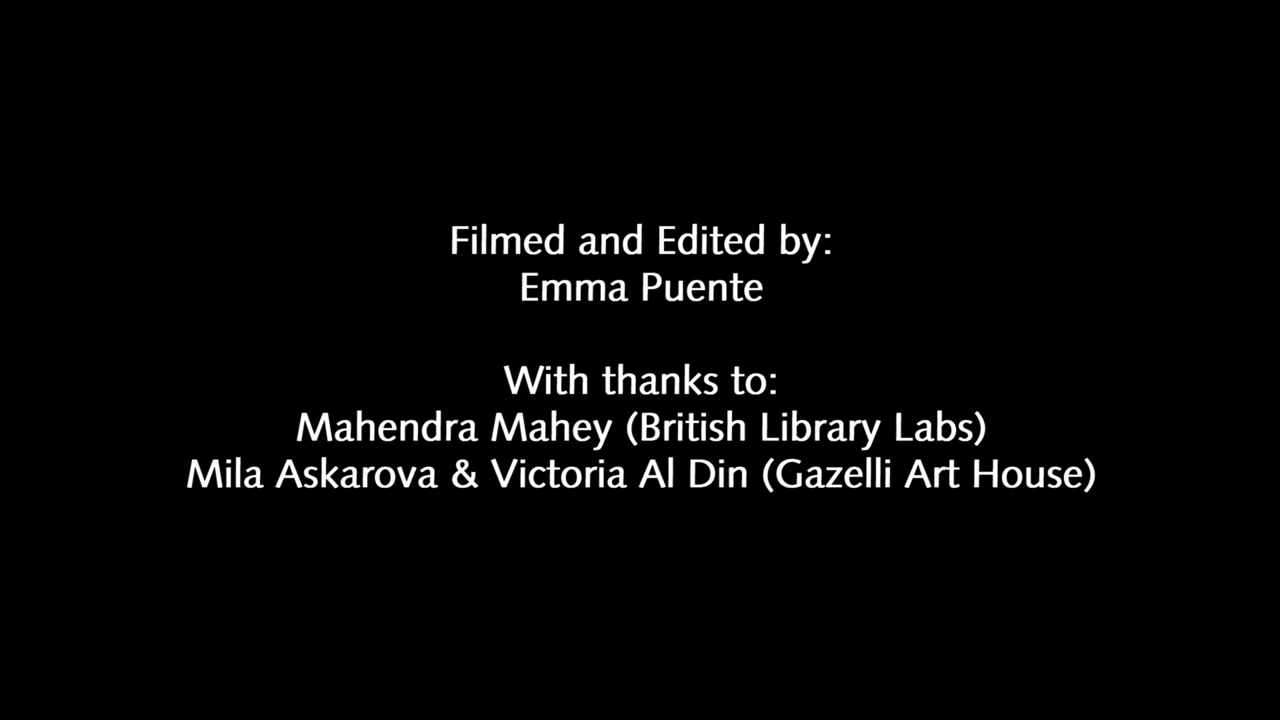 Filmed and Edited by:
Emma Puente
With thanks to:
Mahendra Mahey (British Library Labs)
Mila Askarova & Victoria Al Din (Gazelli Art House)